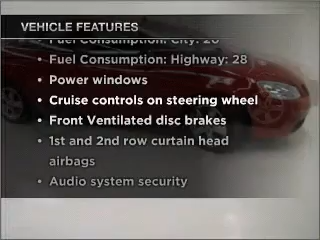 VEHICLE FEATURES
• Fuel Consumption: City: 20
• Fuel Consumption: Highway: 28
• Power windows
• Cruise controls on steering wheel
• Front Ventilated disc brakes
• 1st and 2nd row curtain head
airbags
• Audio system security